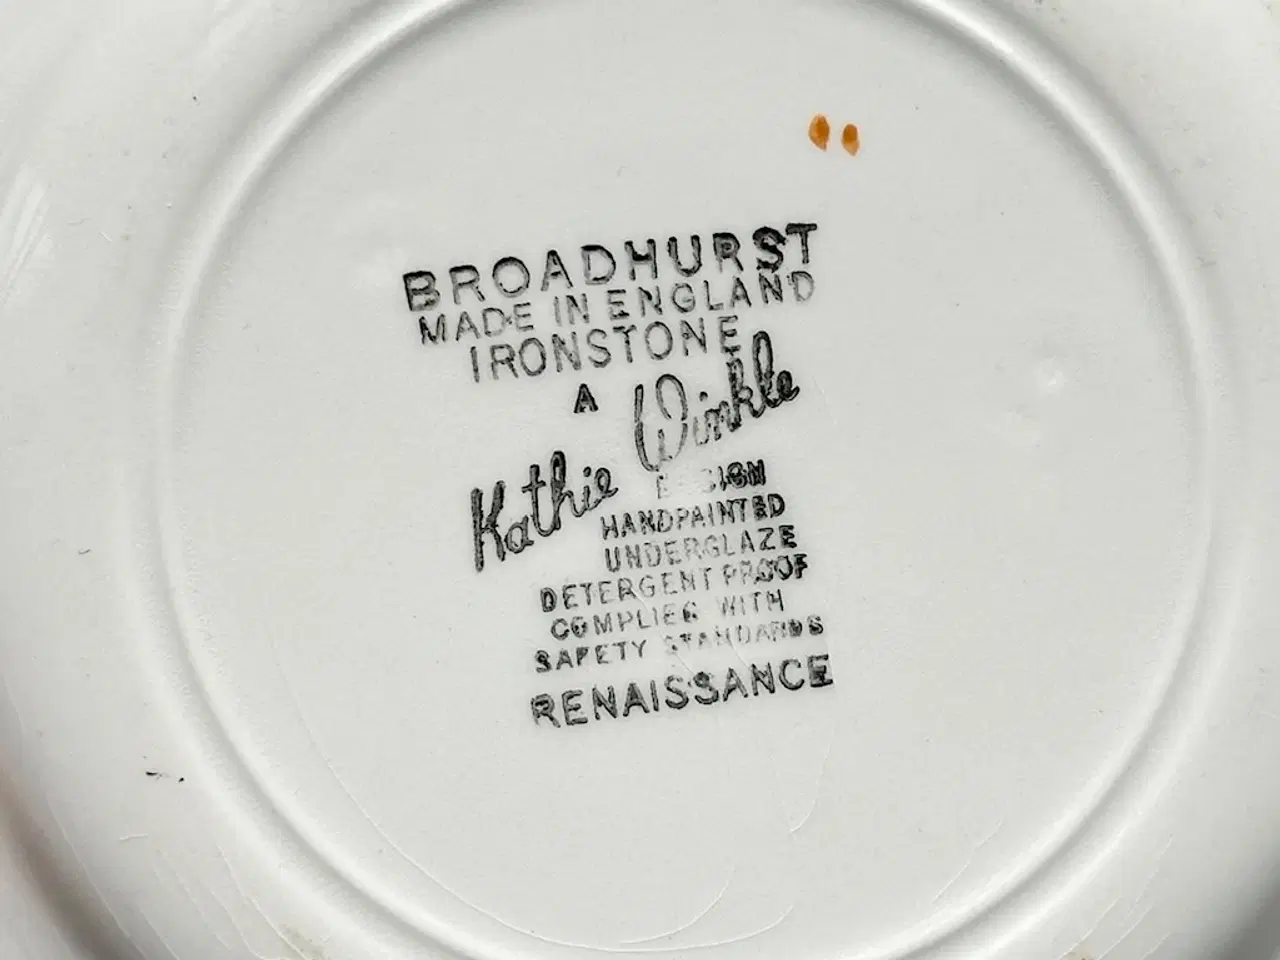 BROADHURST
MADE IN ENGLAND
IRONSTONE
A
Kathie Winkle
DESIGN
HANDPAINTED
UNDERGLAZE
DETERGENT PROOF
COMPLIES WITH
SAFETY STANDARDS
RENAISSANCE